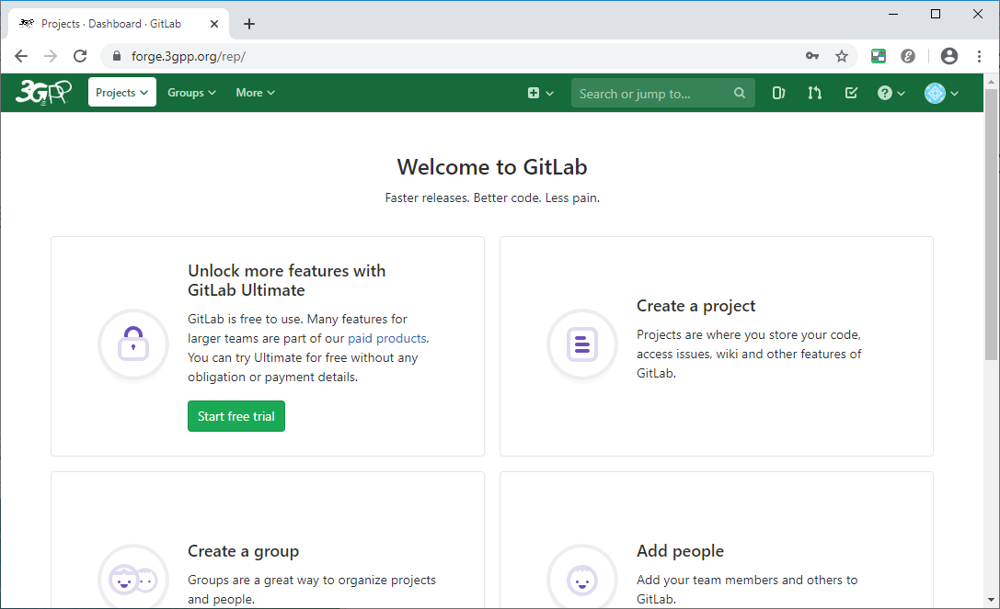 Projects · Dashboard · GitLab
forge.3gpp.org/rep/
3GPP
Projects
Groups
More
Search or jump to...
Welcome to GitLab
Faster releases. Better code. Less pain.
Unlock more features with
GitLab Ultimate
GitLab is free to use. Many features for
larger teams are part of our paid products.
You can try Ultimate for free without any
obligation or payment details.
Start free trial
Create a project
Projects are where you store your code,
access issues, wiki and other features of
GitLab.
Create a group
Groups are a great way to organize projects
and people.
Add people
Add your team members and others to
GitLab.